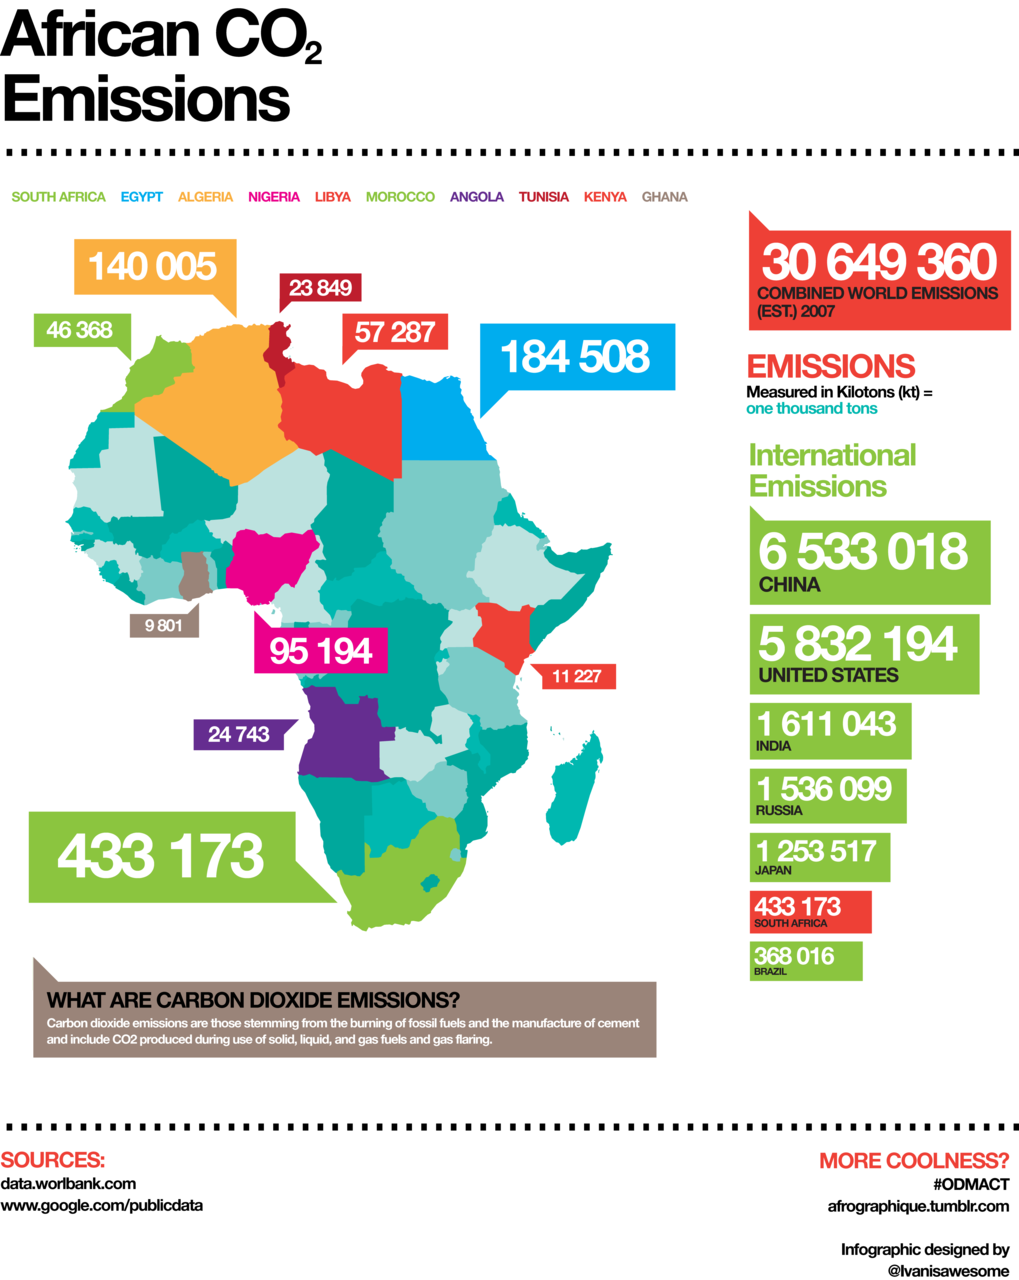 African CO2
Emissions
SOUTH AFRICA EGYPT ALGERIA NIGERIA LIBYA MOROCCO ANGOLA TUNISIA KENYA GHANA
140 005
23 849
46 368
57 287
184 508
9 801
95 194
11 227
24 743
433 173
30 649 360
COMBINED WORLD EMISSIONS
(EST.) 2007
EMISSIONS
Measured in Kilotons (kt) =
one thousand tons
International
Emissions
6 533 018
CHINA
5 832 194
UNITED STATES
1 611 043
INDIA
1 536 099
RUSSIA
1 253 517
JAPAN
433 173
SOUTH AFRICA
368 016
BRAZIL
WHAT ARE CARBON DIOXIDE EMISSIONS?
Carbon dioxide emissions are those stemming from the burning of fossil fuels and the manufacture of cement
and include CO2 produced during use of solid, liquid, and gas fuels and gas flaring.
SOURCES:
data.worlbank.com
www.google.com/publicdata
MORE COOLNESS?
#ODMACT
afrographique.tumblr.com
Infographic designed by
@Ivanisawesome